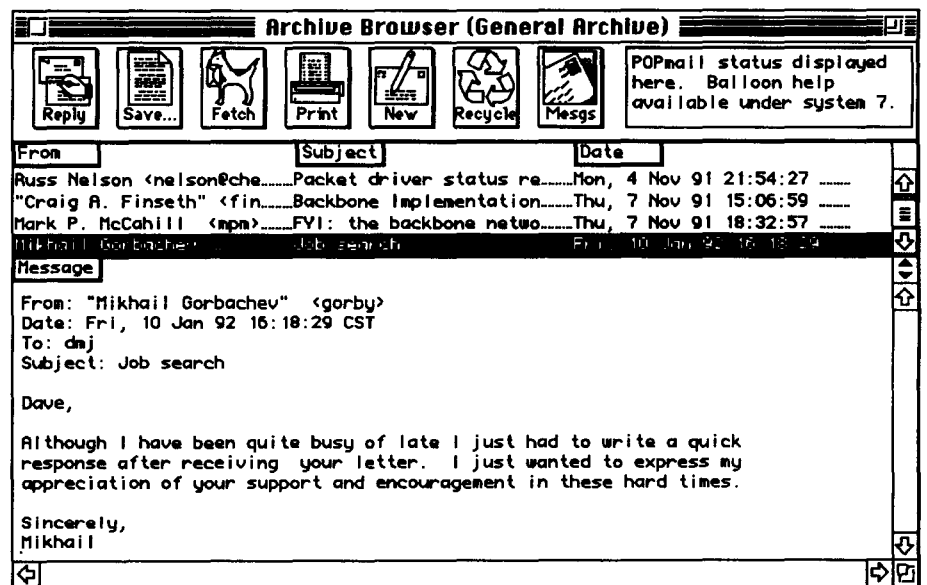 Archive Browser (General Archive)
Reply Save... Fetch Print New Recycle Mesgs
POPmail status displayed
here. Balloon help
available under system 7.
From Subject Date
Russ Nelson <nelson@che……Packet driver status re……Mon, 4 Nov 91 21:54:27 ……
"Craig A. Finseth" <fin……Backbone Implementation……Thu, 7 Nov 91 15:06:59 ……
Mark P. McCahill <mpm>……FYI: the backbone netwo……Thu, 7 Nov 91 18:32:57 ……
Mikhail Gorbachev Job search Fri, 10 Jan 92 16:18:29
Message
From: "Mikhail Gorbachev" <gorby>
Date: Fri, 10 Jan 92 16:18:29 CST
To: dmj
Subject: Job search
Dave,
Although I have been quite busy of late I just had to write a quick
response after receiving your letter. I just wanted to express my
appreciation of your support and encouragement in these hard times.
Sincerely,
Mikhail